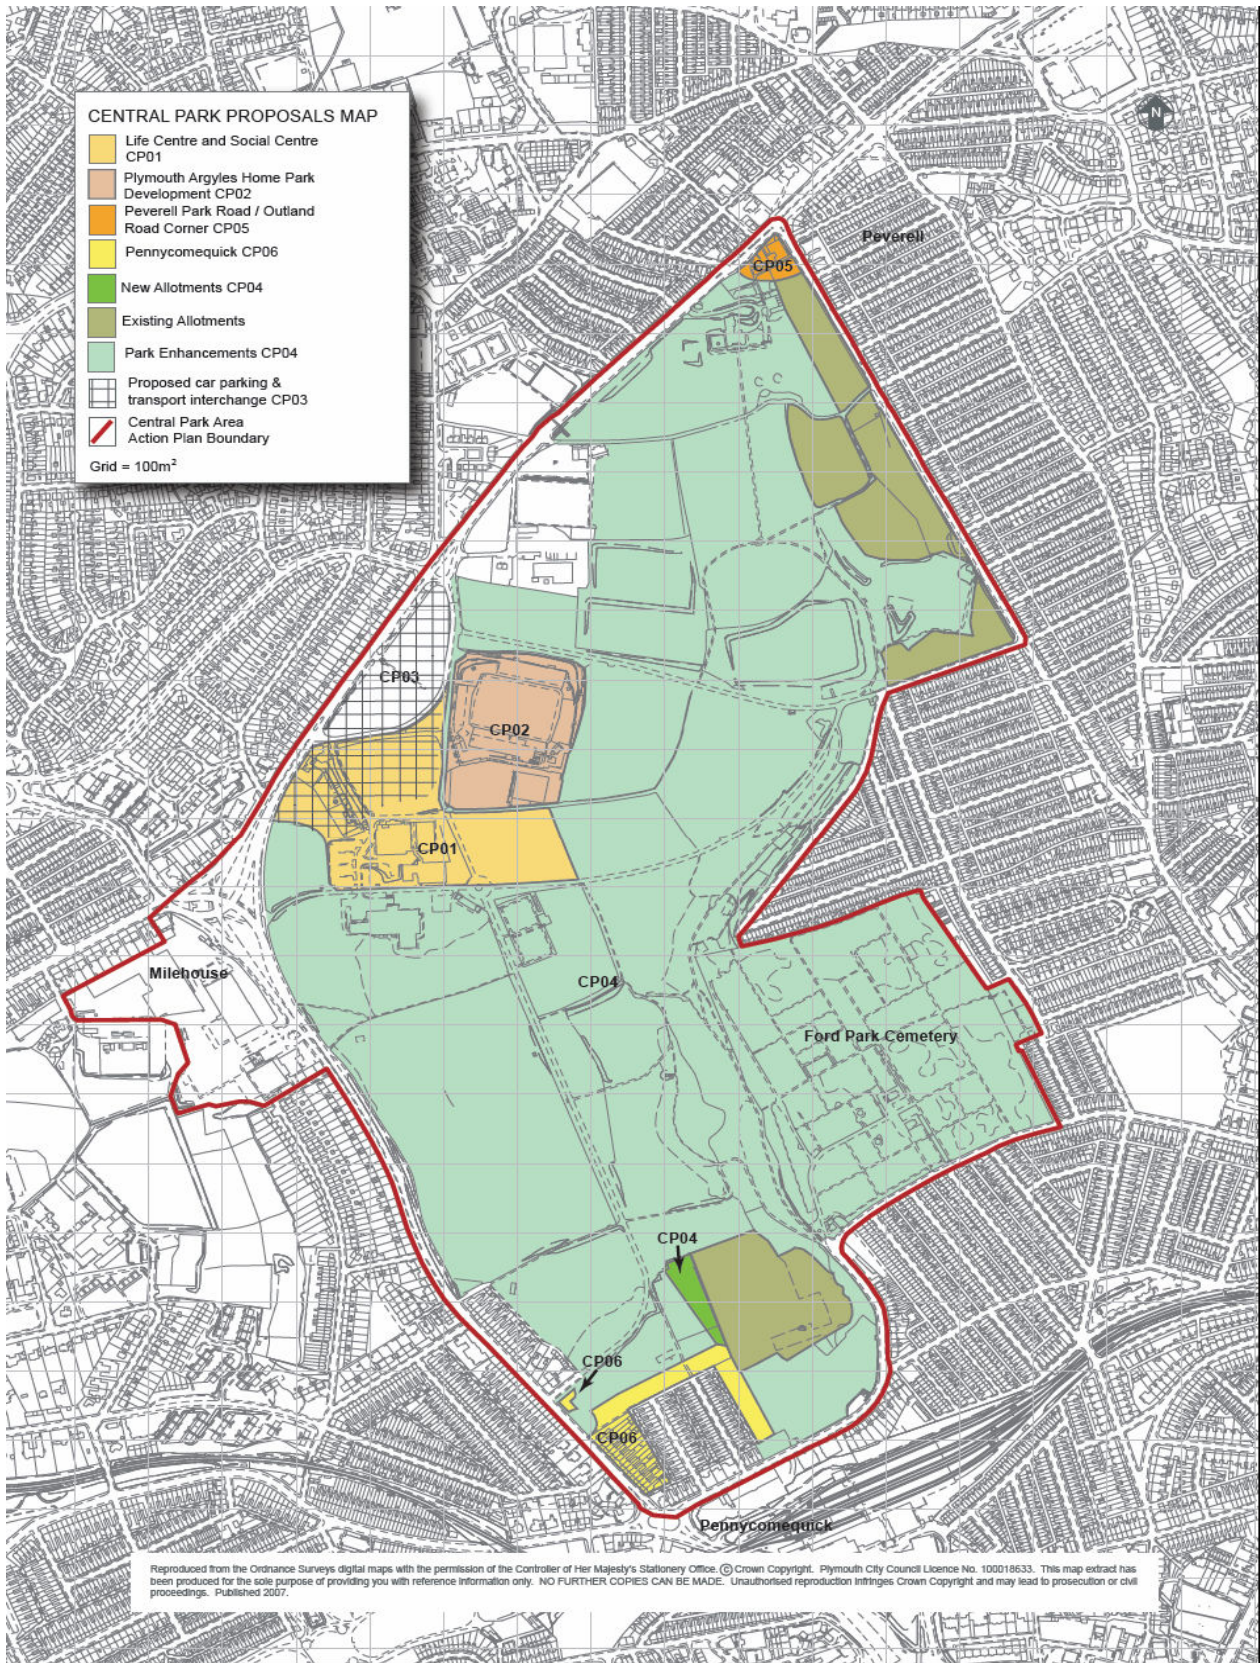 CENTRAL PARK PROPOSALS MAP
Life Centre and Social Centre
CP01
Plymouth Argyles Home Park
Development CP02
Peverell Park Road / Outland
Road Corner CP05
Pennycomequick CP06
New Allotments CP04
Existing Allotments
Park Enhancements CP04
Proposed car parking &
transport interchange CP03
Central Park Area
Action Plan Boundary
Grid = 100m²
N
Peverell
CP05
CP03
CP02
CP01
Milehouse
CP04
Ford Park Cemetery
CP04
CP06
CP06
Pennycomequick
Reproduced from the Ordnance Surveys digital maps with the permission of the Controller of Her Majesty's Stationery Office. © Crown Copyright. Plymouth City Council Licence No. 100018633. This map extract has
been produced for the sole purpose of providing you with reference information only. NO FURTHER COPIES CAN BE MADE. Unauthorised reproduction infringes Crown Copyright and may lead to prosecution or civil
proceedings. Published 2007.